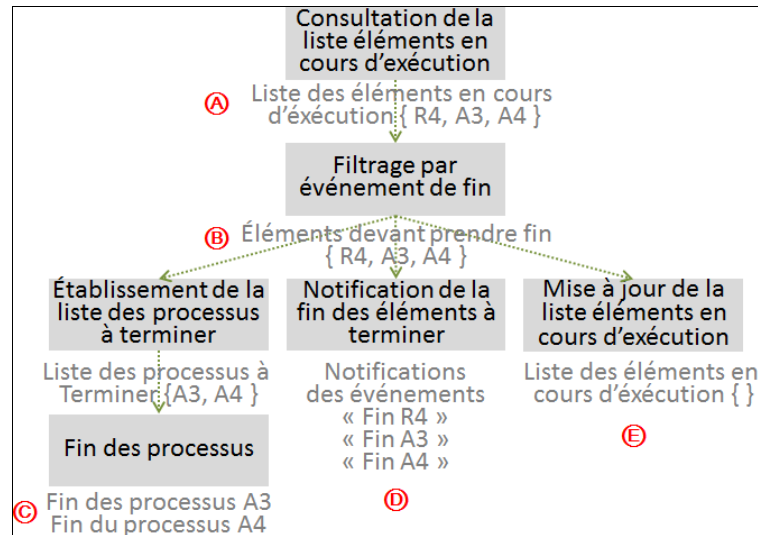 Consultation de la
liste éléments en
cours d'exécution
Ⓐ
Liste des éléments en cours
d'éxécution { R4, A3, A4 }
Filtrage par
événement de fin
Ⓑ
Éléments devant prendre fin
{ R4, A3, A4 }
Établissement de la
liste des processus
à terminer
Liste des processus à
Terminer {A3, A4 }
Fin des processus
Ⓒ
Fin des processus A3
Fin du processus A4
Notification de la
fin des éléments à
terminer
Notifications
des événements
« Fin R4 »
« Fin A3 »
« Fin A4 »
Ⓓ
Mise à jour de la
liste éléments en
cours d'exécution
Liste des éléments en
cours d'éxécution { }
Ⓔ